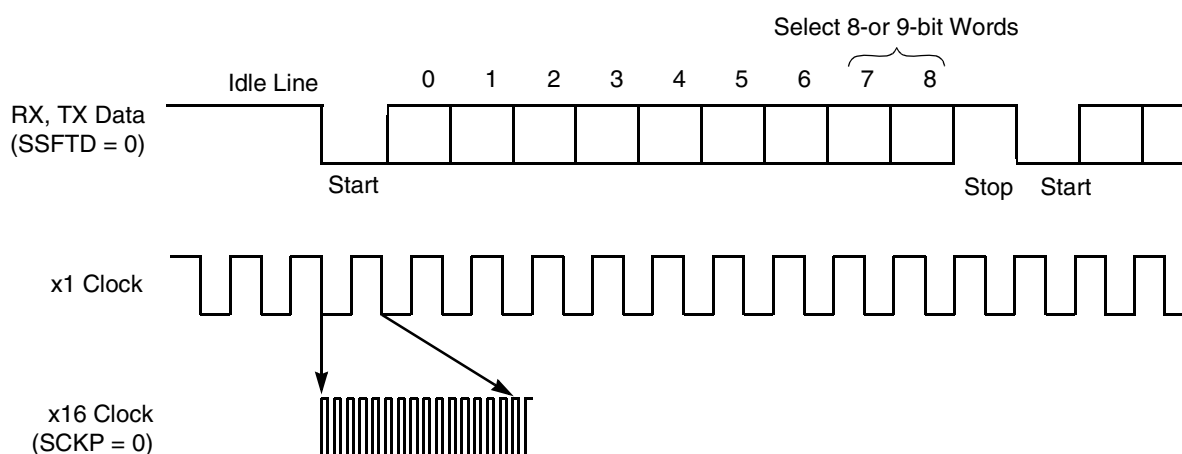 Select 8-or 9-bit Words
Idle Line 0 1 2 3 4 5 6 7 8
RX, TX Data
(SSFTD = 0)
Start Stop Start
x1 Clock
x16 Clock
(SCKP = 0)